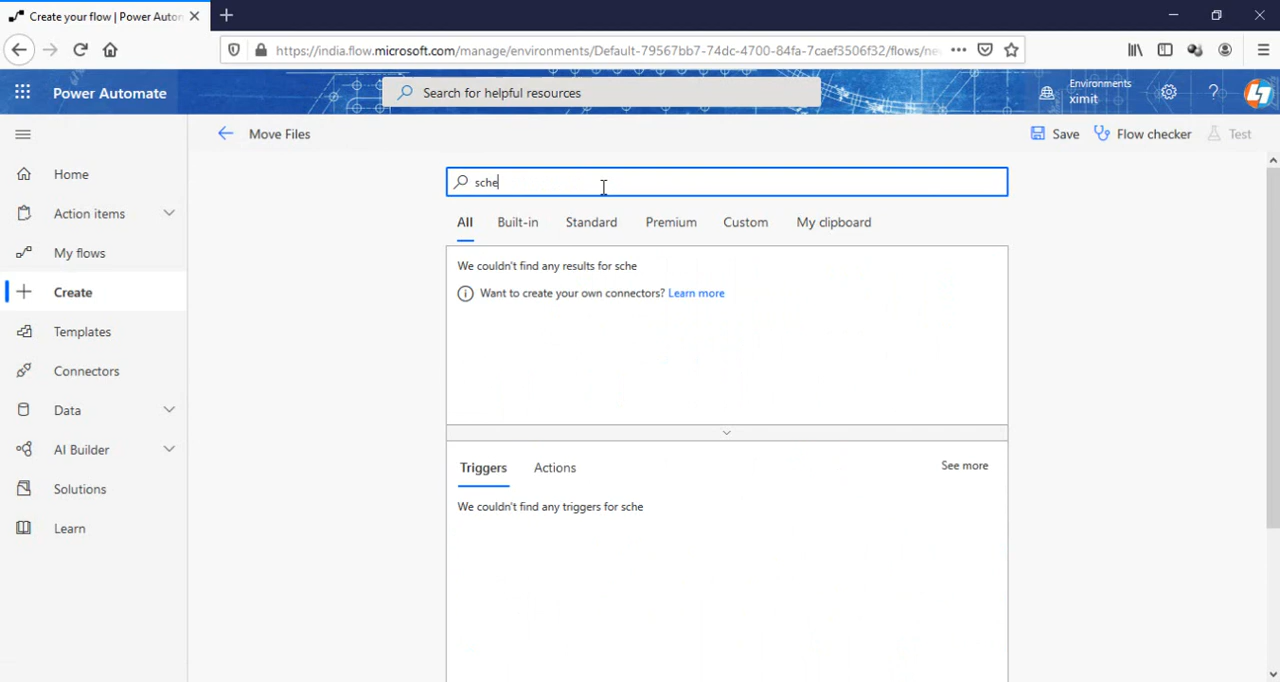 Create your flow | Power Auton
https://india.flow.microsoft.com/manage/environments/Default-79567bb7-74dc-4700-84fa-7caef3506f32/flows/ne
Power Automate
Search for helpful resources
Environments
ximit
Move Files
Save
Flow checker
Test
Home
Action items
My flows
Create
Templates
Connectors
Data
AI Builder
Solutions
Learn
sche
All Built-in Standard Premium Custom My clipboard
We couldn't find any results for sche
Want to create your own connectors? Learn more
Triggers Actions See more
We couldn't find any triggers for sche